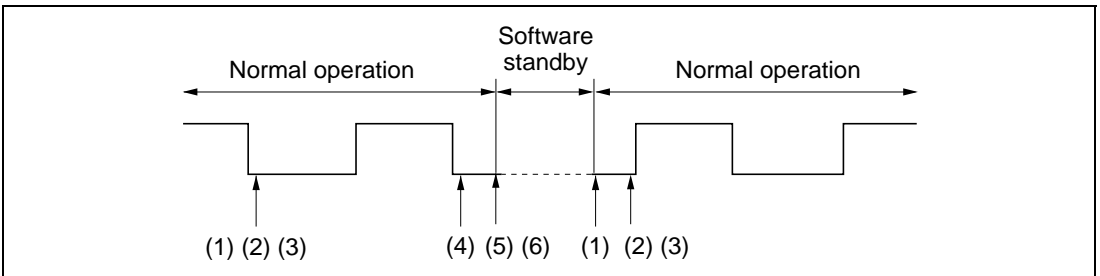 Software
standby
Normal operation
Normal operation
(1) (2) (3)
(4) (5) (6)
(1) (2) (3)